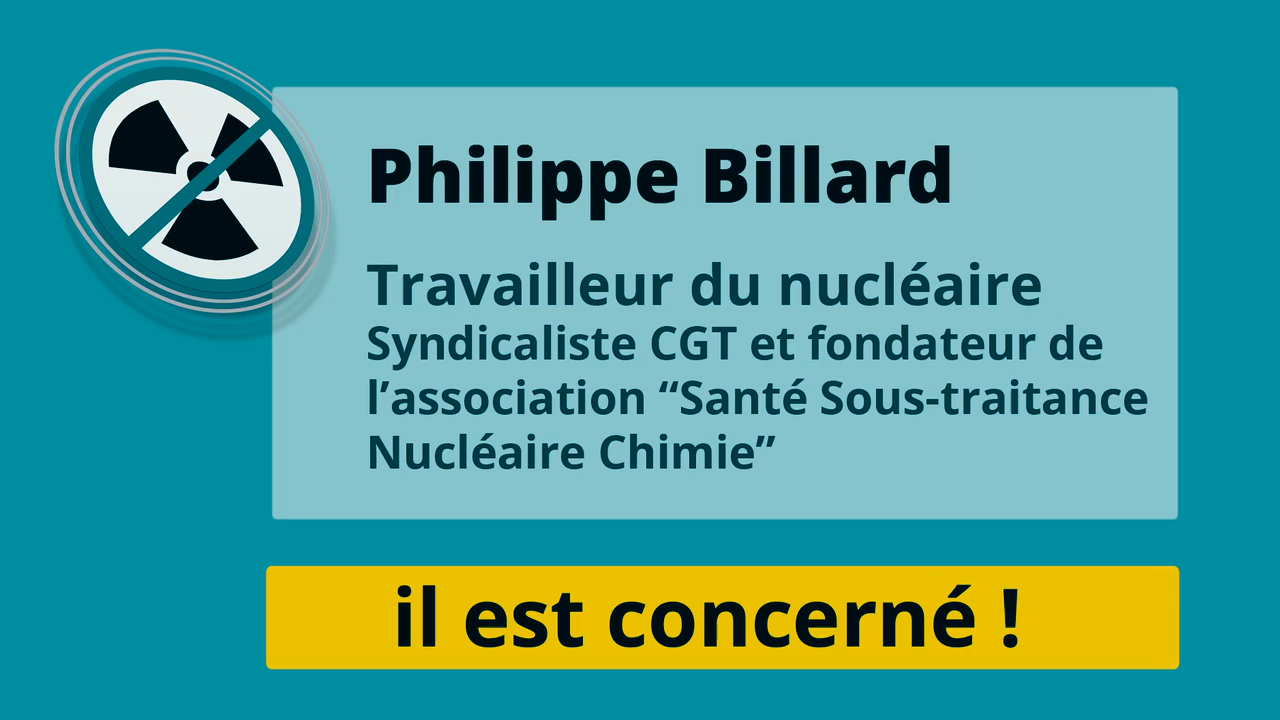 Philippe Billard
Travailleur du nucléaire
Syndicaliste CGT et fondateur de
l’association “Santé Sous-traitance
Nucléaire Chimie”
il est concerné !